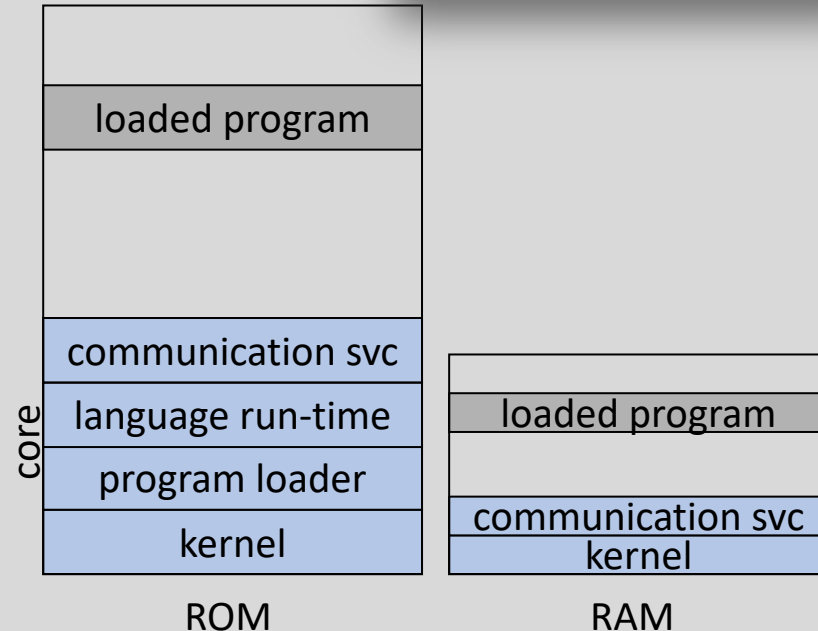 loaded program
communication svc
language run-time
program loader
kernel
core
ROM
loaded program
communication svc
kernel
RAM